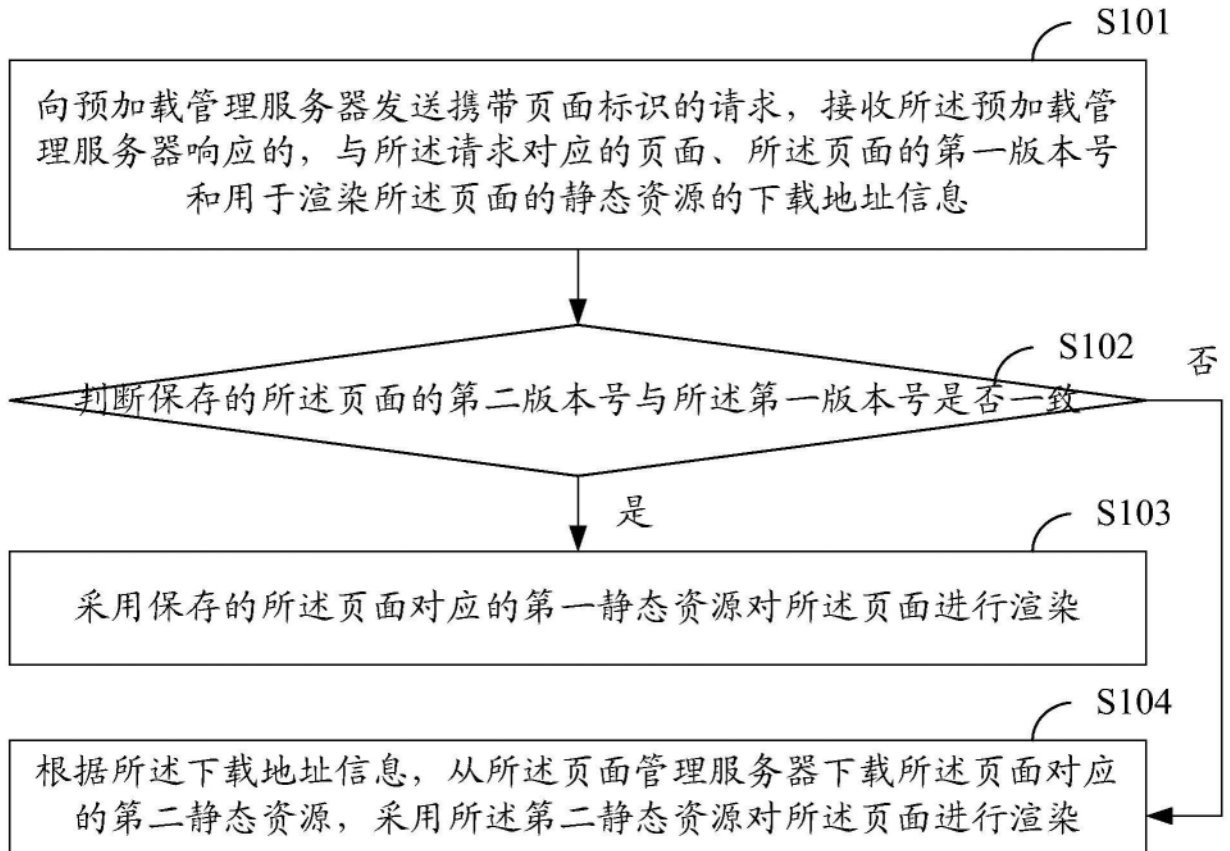 S101
向预加载管理服务器发送携带页面标识的请求，接收所述预加载管
理服务器响应的，与所述请求对应的页面、所述页面的第一版本号
和用于渲染所述页面的静态资源的下载地址信息
S102
否
判断保存的所述页面的第二版本号与所述第一版本号是否一致
是
S103
采用保存的所述页面对应的第一静态资源对所述页面进行渲染
S104
根据所述下载地址信息，从所述页面管理服务器下载所述页面对应
的第二静态资源，采用所述第二静态资源对所述页面进行渲染